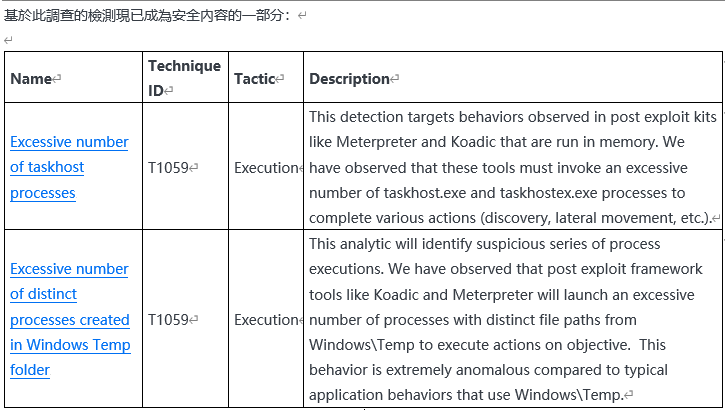 基於此調查的檢測現已成為安全內容的一部分：
Name
Technique
ID
Tactic
Description
Excessive number
of taskhost
processes
T1059
Execution
This detection targets behaviors observed in post exploit kits
like Meterpreter and Koadic that are run in memory. We
have observed that these tools must invoke an excessive
number of taskhost.exe and taskhostex.exe processes to
complete various actions (discovery, lateral movement, etc.).
Excessive number
of distinct
processes created
in Windows Temp
folder
T1059
Execution
This analytic will identify suspicious series of process
executions. We have observed that post exploit framework
tools like Koadic and Meterpreter will launch an excessive
number of processes with distinct file paths from
Windows\Temp to execute actions on objective.  This
behavior is extremely anomalous compared to typical
application behaviors that use Windows\Temp.